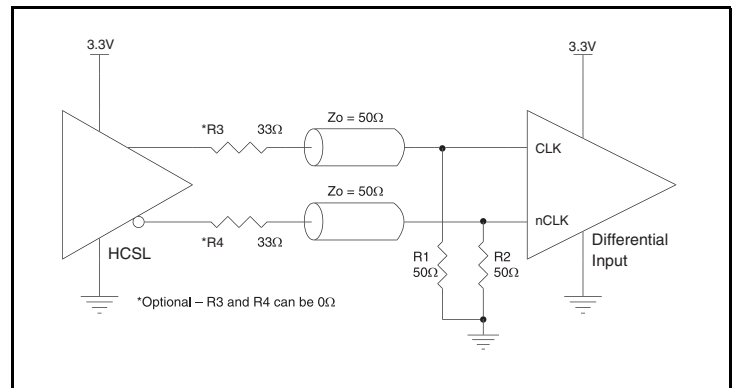 3.3V
3.3V
*R3 33Ω
Zo = 50Ω
CLK
Zo = 50Ω
nCLK
*R4 33Ω
HCSL
R1
50Ω
R2
50Ω
Differential
Input
*Optional – R3 and R4 can be 0Ω